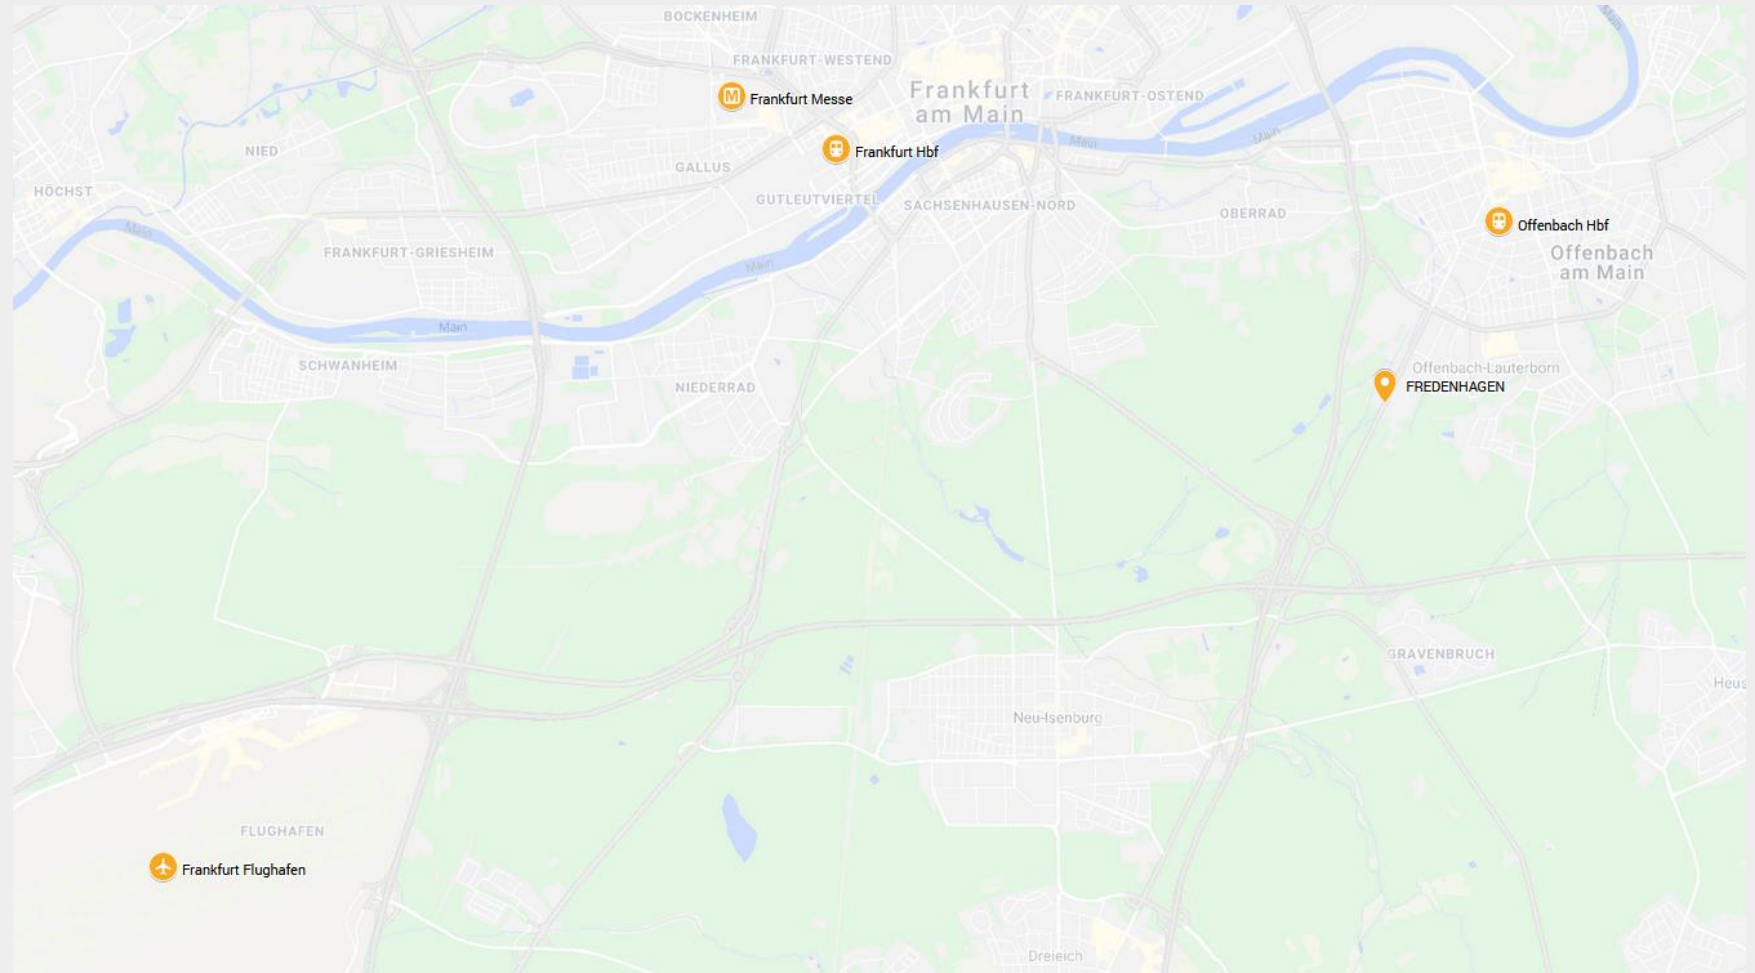 BOCKENHEIM
Main
FRANKFURT-WESTEND
Frankfurt
am Main
FRANKFURT-OSTEND
Frankfurt Messe
Main
Main
NIED
Frankfurt Hbf
GALLUS
HÖCHST
GUTLEUTVIERTEL
SACHSENHAUSEN-NORD
OBERRAD
Offenbach Hbf
Main
FRANKFURT-GRIESHEIM
Main
Offenbach
am Main
Main
SCHWANHEIM
Offenbach-Lauterborn
NIEDERRAD
FREDENHAGEN
GRAVENBRUCH
Heus
Neu-Isenburg
FLUGHAFEN
Frankfurt Flughafen
Dreieich